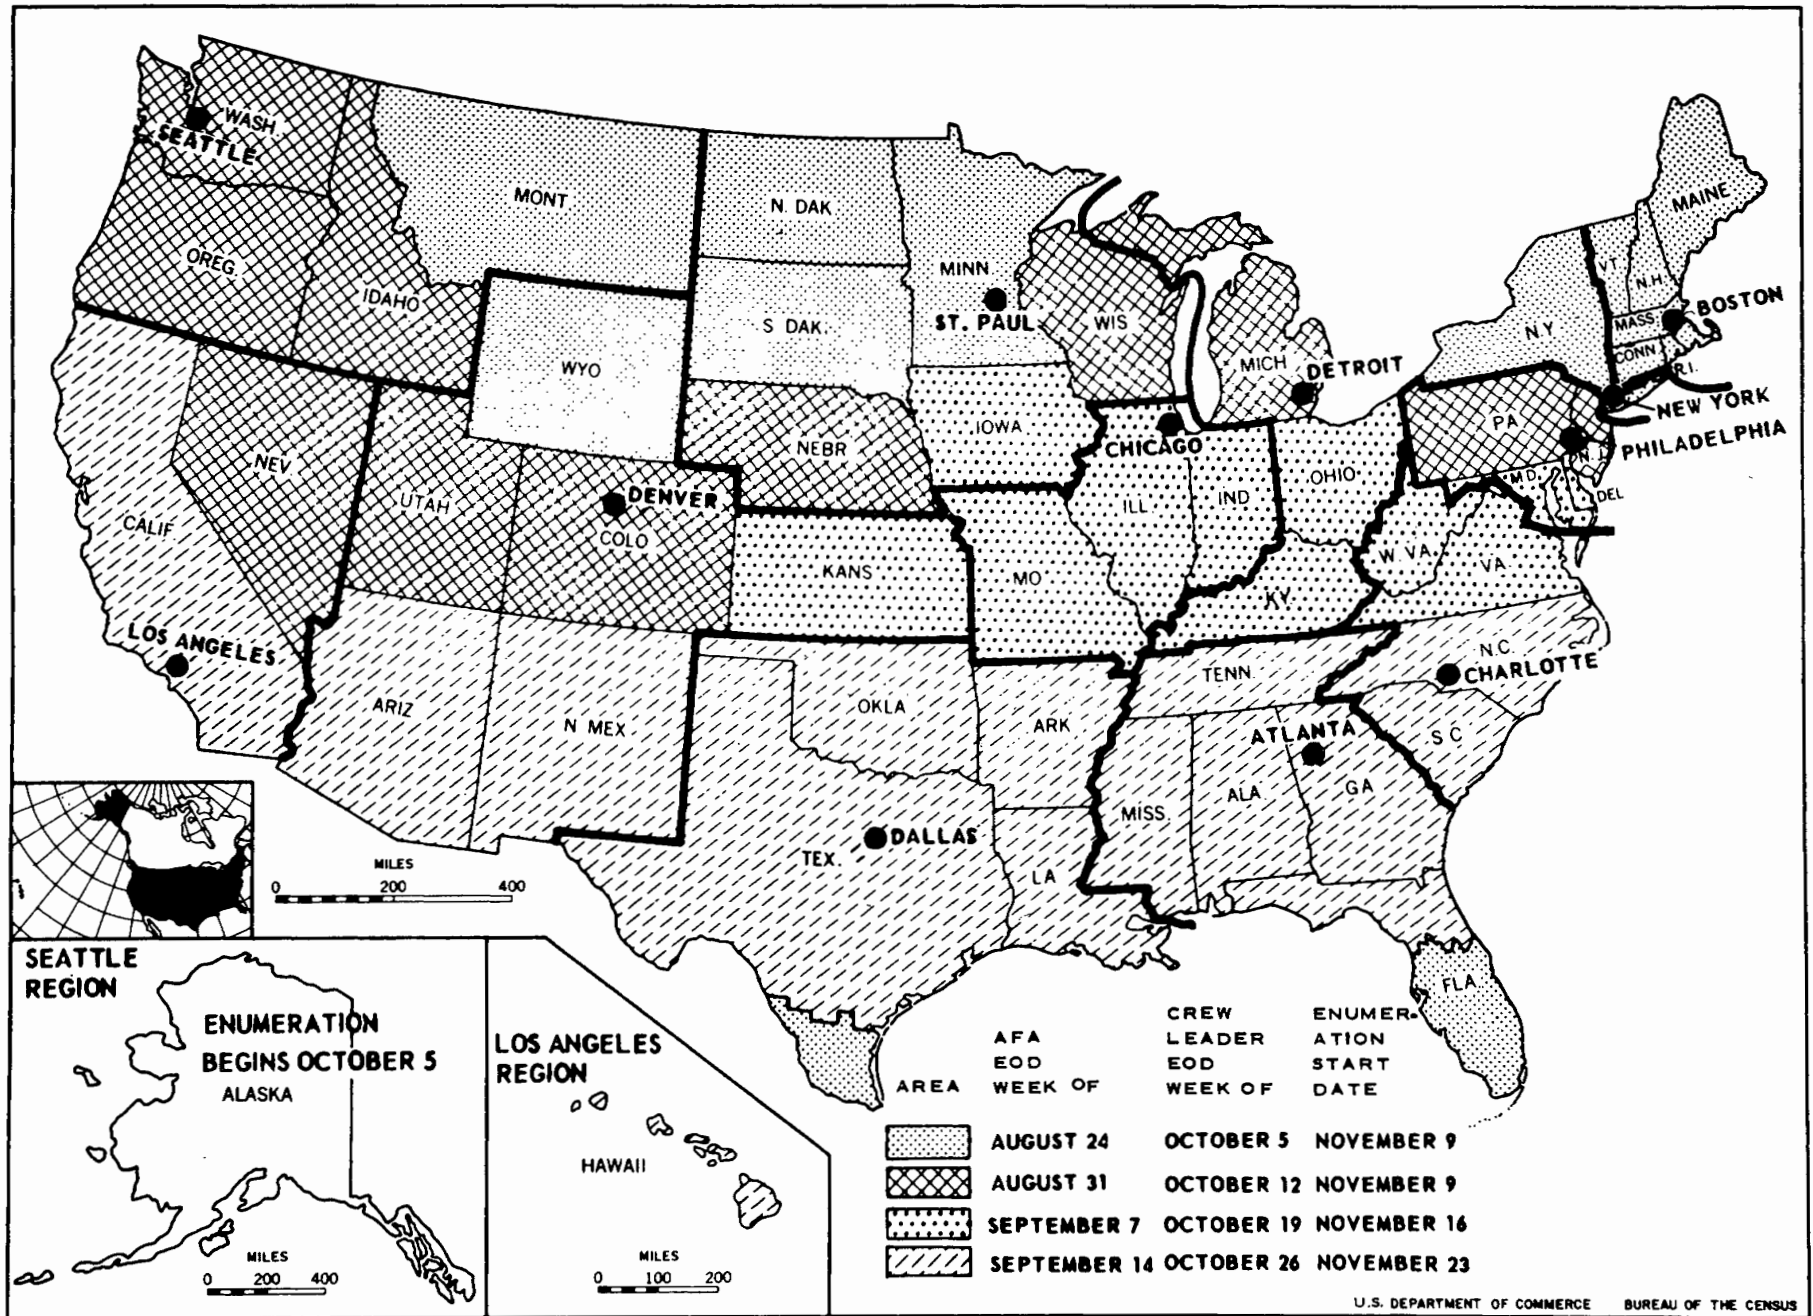 WASH.
SEATTLE
MONT
N. DAK
MINN
OREG.
IDAHO
S DAK.
ST. PAUL
WIS
MICH
DETROIT
MAINE
VT.
N.H.
BOSTON
MASS.
N Y
CONN
R.I.
NEW YORK
PHILADELPHIA
PA
N.J.
WYO
NEBR
IOWA
CHICAGO
OHIO
MD.
DEL
NEV
UTAH
DENVER
COLO
CALIF
KANS
MO
ILL
IND
W. VA.
VA.
KY.
LOS ANGELES
ARIZ
N MEX
OKLA
ARK
TENN
N.C.
CHARLOTTE
S C
ATLANTA
GA
ALA
MISS.
TEX.
DALLAS
LA
FLA
MILES
0 200 400
SEATTLE
REGION
ENUMERATION
BEGINS OCTOBER 5
ALASKA
MILES
0 200 400
LOS ANGELES
REGION
HAWAII
MILES
0 100 200
CREW ENUMER-
AFA LEADER ATION
EOD EOD START
AREA WEEK OF WEEK OF DATE
AUGUST 24 OCTOBER 5 NOVEMBER 9
AUGUST 31 OCTOBER 12 NOVEMBER 9
SEPTEMBER 7 OCTOBER 19 NOVEMBER 16
SEPTEMBER 14 OCTOBER 26 NOVEMBER 23
U.S. DEPARTMENT OF COMMERCE BUREAU OF THE CENSUS